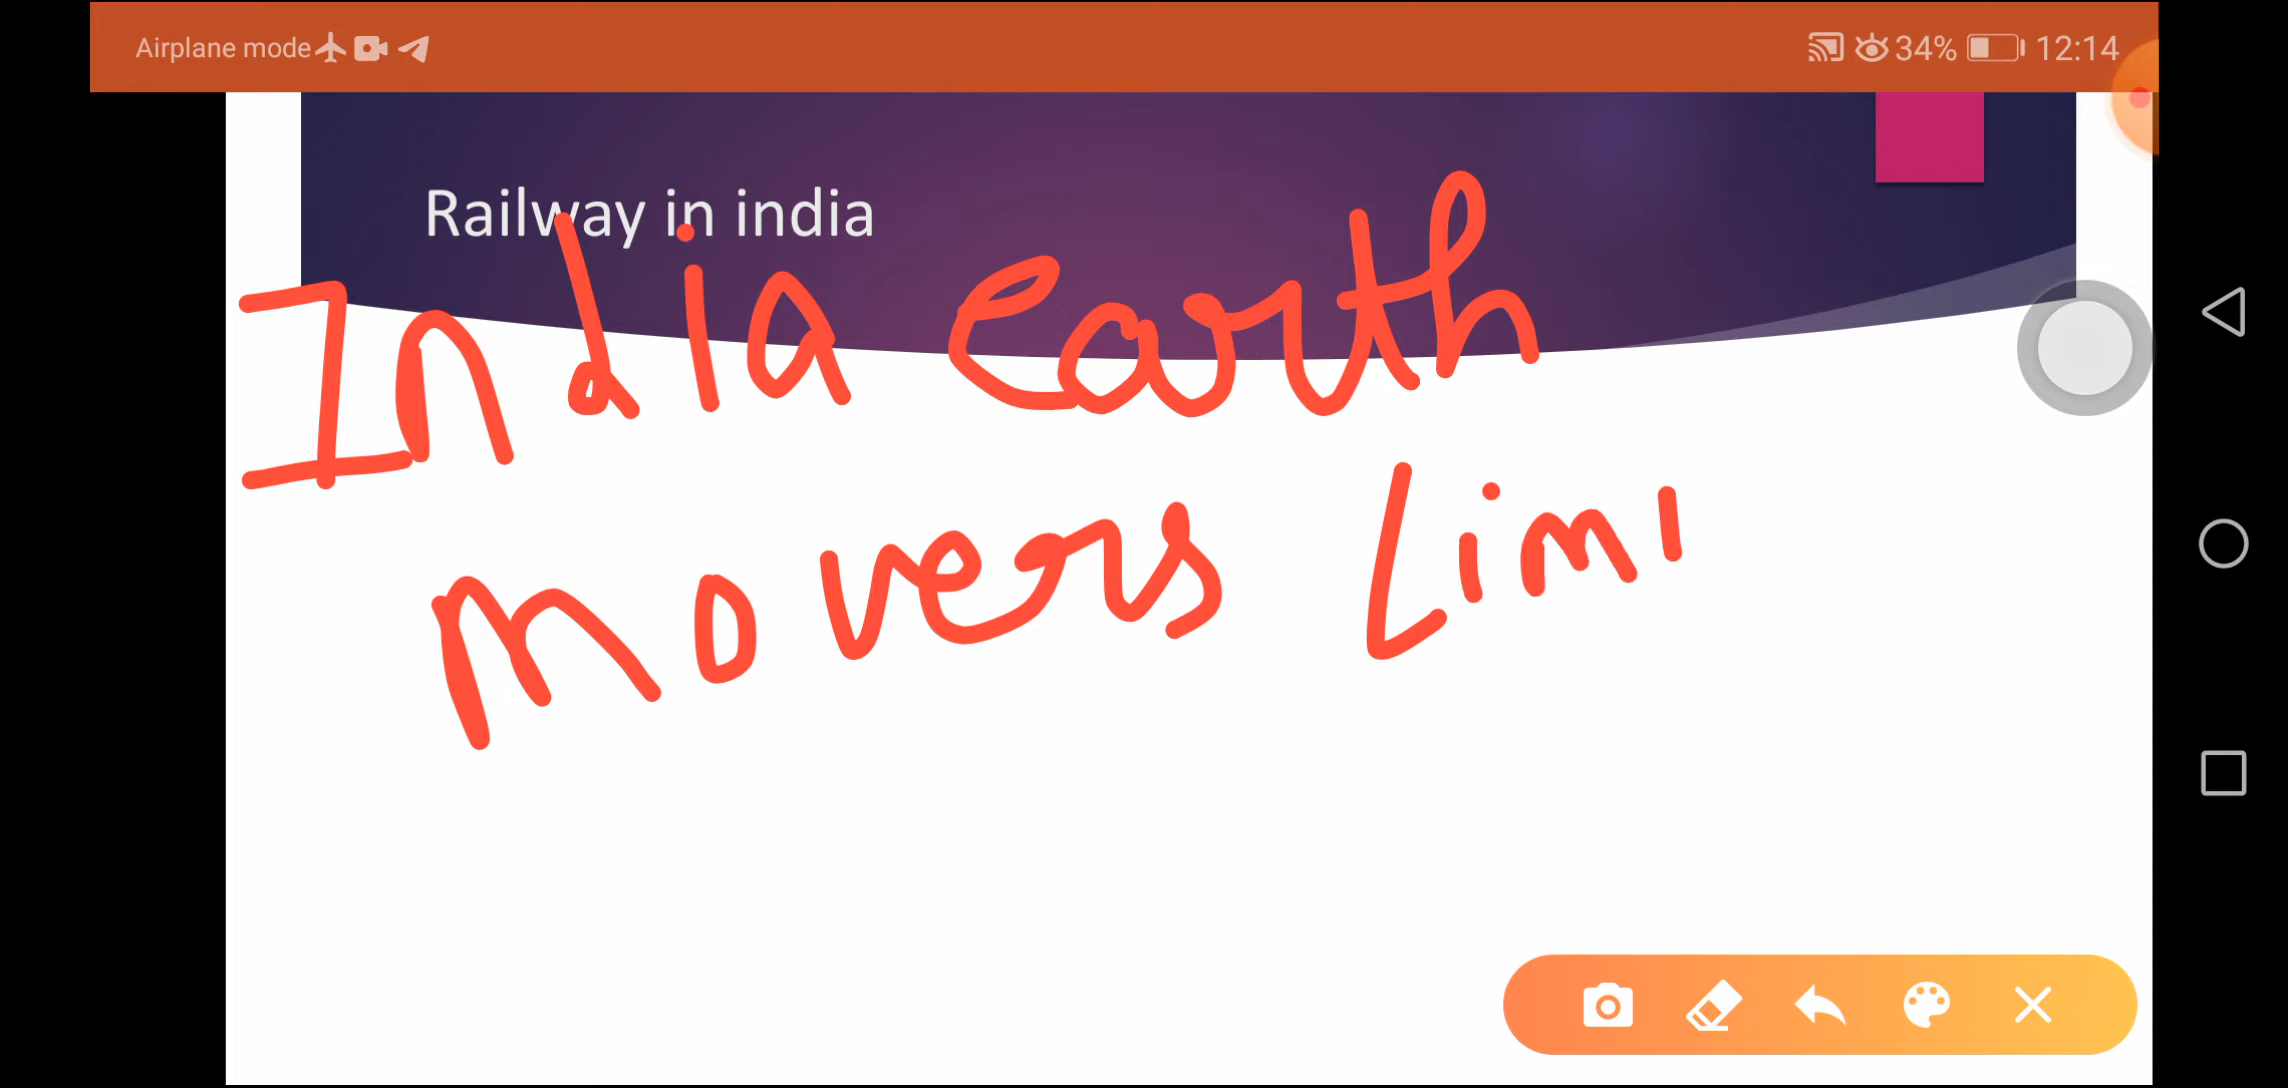 Airplane mode 34% 12:14
Railway in india
India earth
Movers Limi